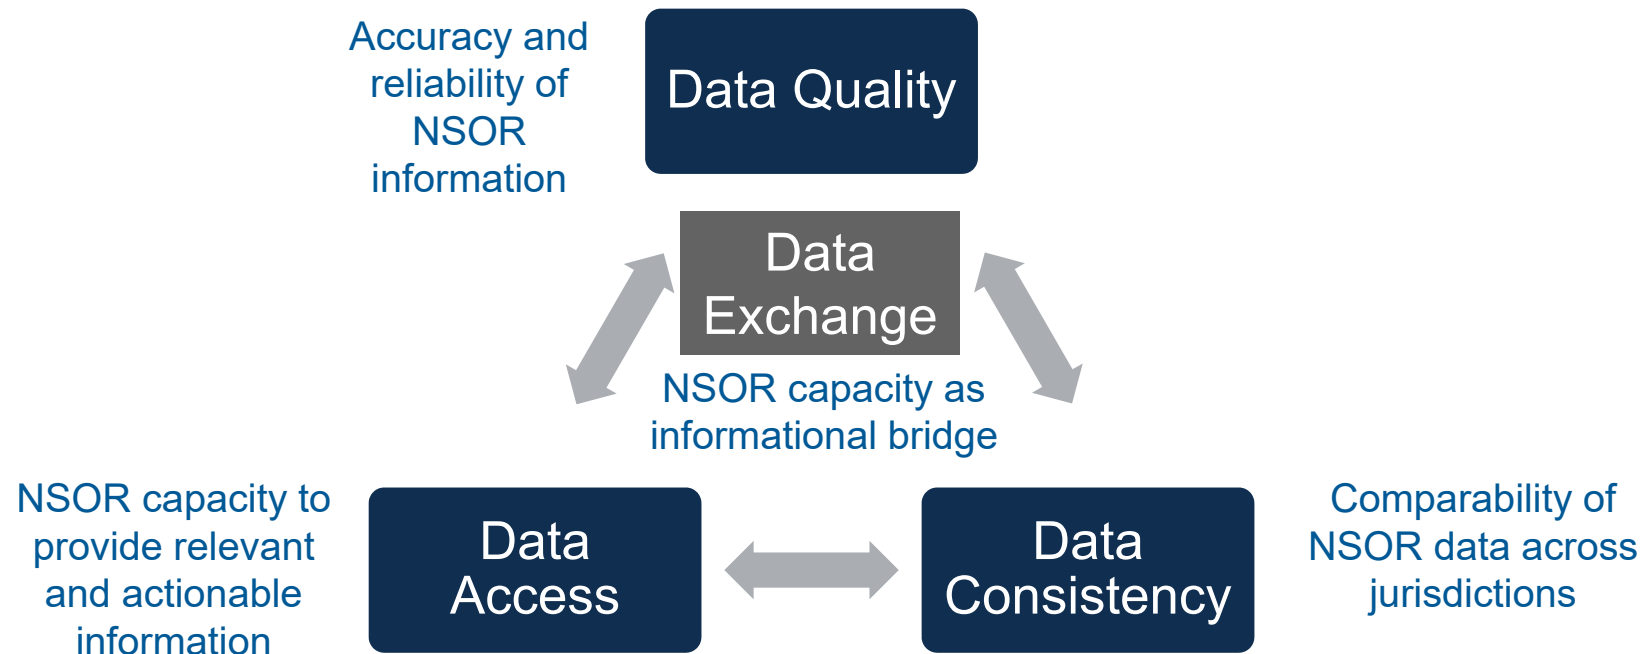 Accuracy and
reliability of
NSOR
information
Data Quality
Data
Exchange
NSOR capacity as
informational bridge
NSOR capacity to
provide relevant
and actionable
information
Data
Access
Data
Consistency
Comparability of
NSOR data across
jurisdictions